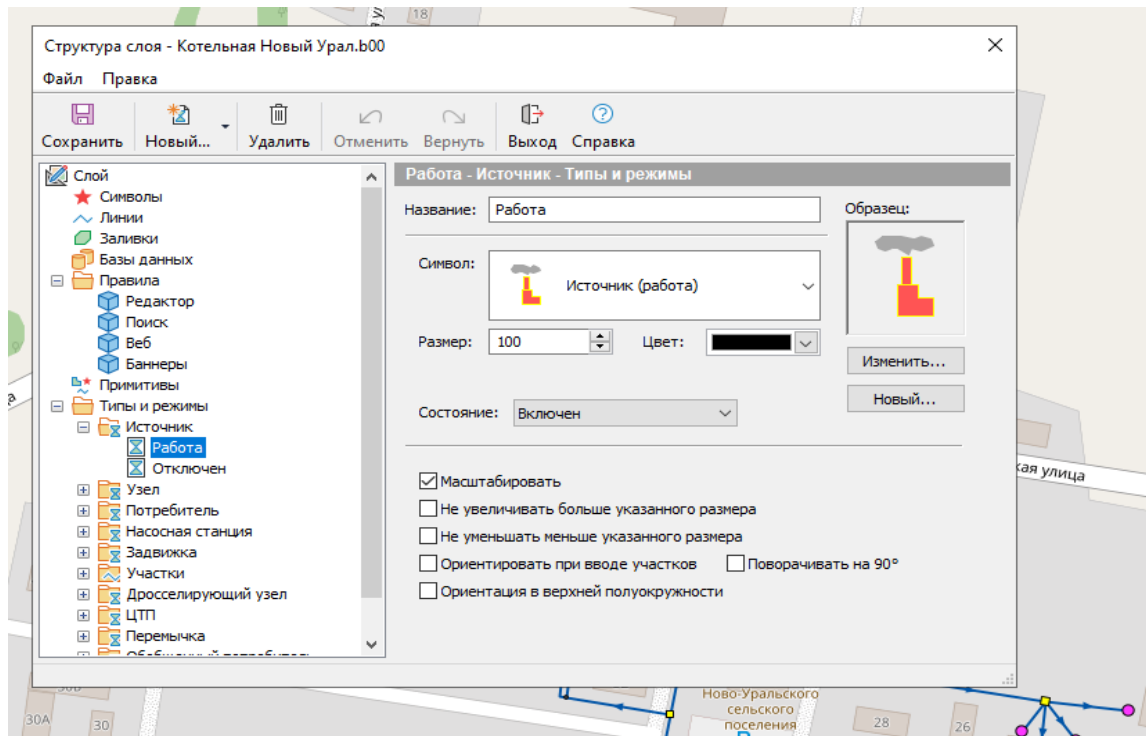 18
Структура слоя - Котельная Новый Урал.b00
Файл Правка
Сохранить Новый... Удалить Отменить Вернуть Выход Справка
Слой
Символы
Линии
Заливки
Базы данных
Правила
Редактор
Поиск
Веб
Баннеры
Примитивы
Типы и режимы
Источник
Работа
Отключен
Узел
Потребитель
Насосная станция
Задвижка
Участки
Дросселирующий узел
ЦТП
Перемычка
Работа - Источник - Типы и режимы
Название: Работа
Образец:
Символ: Источник (работа)
Размер: 100 Цвет:
Изменить...
Новый...
Состояние: Включен
Масштабировать
Не увеличивать больше указанного размера
Не уменьшать меньше указанного размера
Ориентировать при вводе участков Поворачивать на 90°
Ориентация в верхней полуокружности
кая улица
Ново-Уральского
сельского
поселения
30А
30
28
26